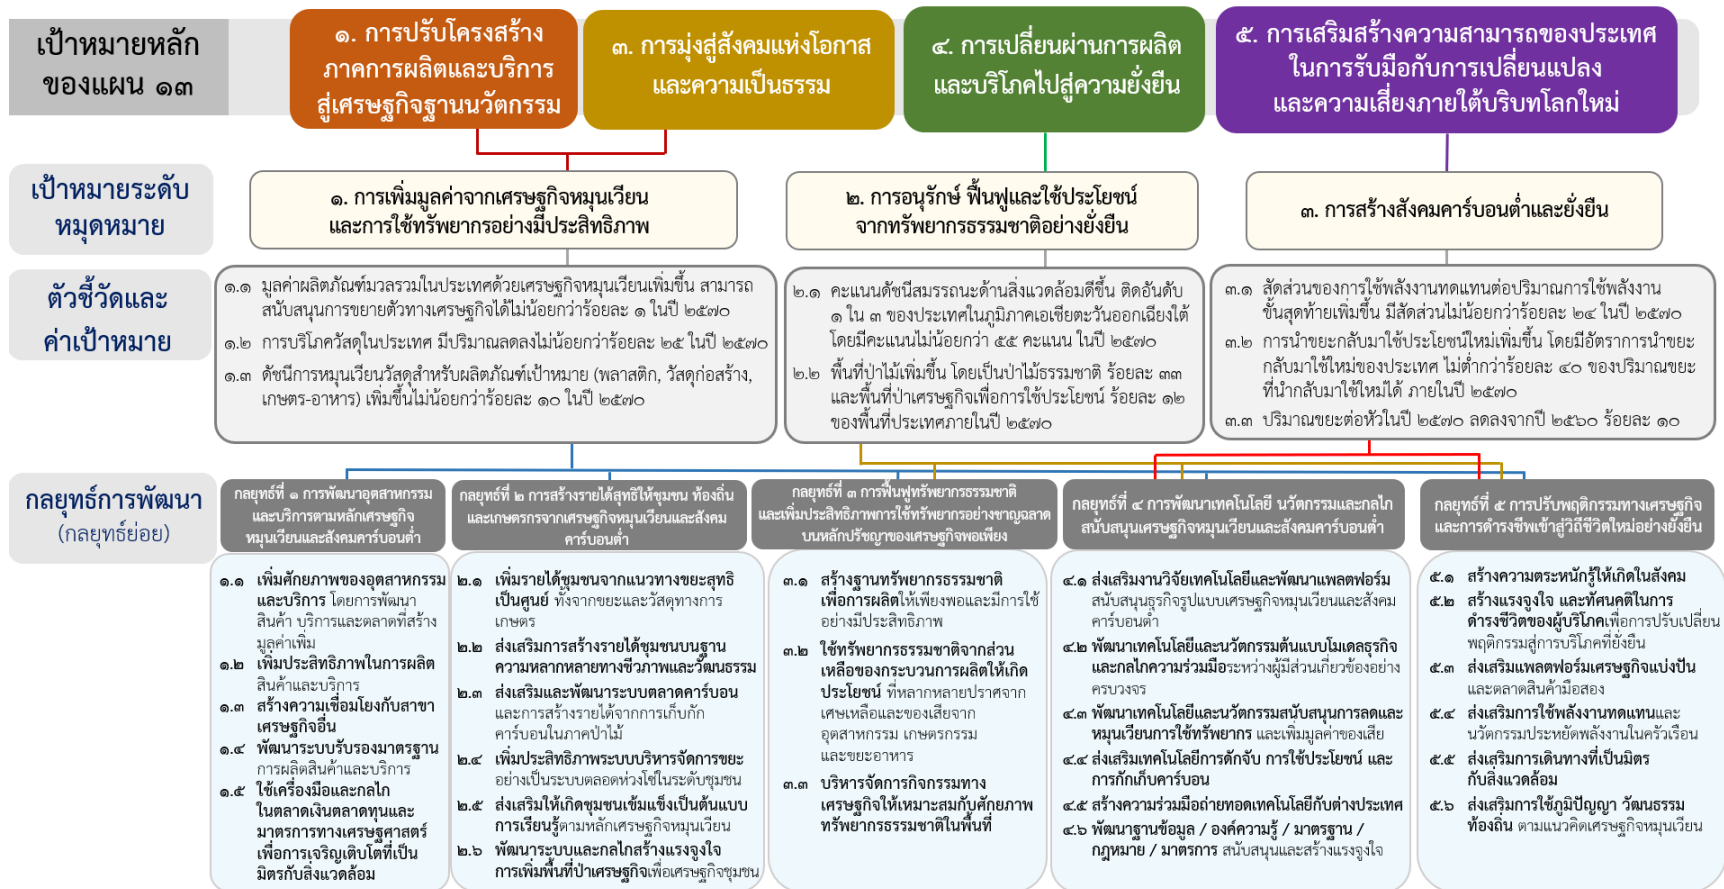 เป้าหมายหลัก
ของแผน ๑๓
๑. การปรับโครงสร้าง
ภาคการผลิตและบริการ
สู่เศรษฐกิจฐานนวัตกรรม
๓. การมุ่งสู่สังคมแห่งโอกาส
และความเป็นธรรม
๔. การเปลี่ยนผ่านการผลิต
และบริโภคไปสู่ความยั่งยืน
๕. การเสริมสร้างความสามารถของประเทศ
ในการรับมือกับการเปลี่ยนแปลง
และความเสี่ยงภายใต้บริบทโลกใหม่
เป้าหมายระดับ
หมุดหมาย
๑. การเพิ่มมูลค่าจากเศรษฐกิจหมุนเวียน
และการใช้ทรัพยากรอย่างมีประสิทธิภาพ
๒. การอนุรักษ์ ฟื้นฟูและใช้ประโยชน์
จากทรัพยากรธรรมชาติอย่างยั่งยืน
๓. การสร้างสังคมคาร์บอนต่ำและยั่งยืน
ตัวชี้วัดและ
ค่าเป้าหมาย
๑.๑ มูลค่าผลิตภัณฑ์มวลรวมในประเทศด้วยเศรษฐกิจหมุนเวียนเพิ่มขึ้น สามารถ
สนับสนุนการขยายตัวทางเศรษฐกิจได้ไม่น้อยกว่าร้อยละ ๑ ในปี ๒๕๗๐
๑.๒ การบริโภควัสดุในประเทศ มีปริมาณลดลงไม่น้อยกว่าร้อยละ ๒๕ ในปี ๒๕๗๐
๑.๓ ดัชนีการหมุนเวียนวัสดุสำหรับผลิตภัณฑ์เป้าหมาย (พลาสติก, วัสดุก่อสร้าง,
เกษตร-อาหาร) เพิ่มขึ้นไม่น้อยกว่าร้อยละ ๑๐ ในปี ๒๕๗๐
๒.๑ คะแนนดัชนีสมรรถนะด้านสิ่งแวดล้อมดีขึ้น ติดอันดับ
๑ ใน ๓ ของประเทศในภูมิภาคเอเชียตะวันออกเฉียงใต้
โดยมีคะแนนไม่น้อยกว่า ๕๕ คะแนน ในปี ๒๕๗๐
๒.๒ พื้นที่ป่าไม้เพิ่มขึ้น โดยเป็นป่าไม้ธรรมชาติ ร้อยละ ๓๓
และพื้นที่ป่าเศรษฐกิจเพื่อการใช้ประโยชน์ ร้อยละ ๑๒
ของพื้นที่ประเทศภายในปี ๒๕๗๐
๓.๑ สัดส่วนของการใช้พลังงานทดแทนต่อปริมาณการใช้พลังงาน
ขั้นสุดท้ายเพิ่มขึ้น มีสัดส่วนไม่น้อยกว่าร้อยละ ๒๔ ในปี ๒๕๗๐
๓.๒ การนำขยะกลับมาใช้ประโยชน์ใหม่เพิ่มขึ้น โดยมีอัตราการนำขยะ
กลับมาใช้ใหม่ของประเทศ ไม่ต่ำกว่าร้อยละ ๔๐ ของปริมาณขยะ
ที่นำกลับมาใช้ใหม่ได้ ภายในปี ๒๕๗๐
๓.๓ ปริมาณขยะต่อหัวในปี ๒๕๗๐ ลดลงจากปี ๒๕๖๐ ร้อยละ ๑๐
กลยุทธ์การพัฒนา
(กลยุทธ์ย่อย)
กลยุทธ์ที่ ๑ การพัฒนาอุตสาหกรรม
และบริการตามหลักเศรษฐกิจ
หมุนเวียนและสังคมคาร์บอนต่ำ
กลยุทธ์ที่ ๒ การสร้างรายได้สุทธิให้ชุมชน ท้องถิ่น
และเกษตรกรจากเศรษฐกิจหมุนเวียนและสังคม
คาร์บอนต่ำ
กลยุทธ์ที่ ๓ การฟื้นฟูทรัพยากรธรรมชาติ
และเพิ่มประสิทธิภาพการใช้ทรัพยากรอย่างชาญฉลาด
บนหลักปรัชญาของเศรษฐกิจพอเพียง
กลยุทธ์ที่ ๔ การพัฒนาเทคโนโลยี นวัตกรรมและกลไก
สนับสนุนเศรษฐกิจหมุนเวียนและสังคมคาร์บอนต่ำ
กลยุทธ์ที่ ๕ การปรับพฤติกรรมทางเศรษฐกิจ
และการดำรงชีพเข้าสู่วิถีชีวิตใหม่อย่างยั่งยืน
๑.๑ เพิ่มศักยภาพของอุตสาหกรรม
และบริการ โดยการพัฒนา
สินค้า บริการและตลาดที่สร้าง
มูลค่าเพิ่ม
๑.๒ เพิ่มประสิทธิภาพในการผลิต
สินค้าและบริการ
๑.๓ สร้างความเชื่อมโยงกับสาขา
เศรษฐกิจอื่น
๑.๔ พัฒนาระบบรับรองมาตรฐาน
การผลิตสินค้าและบริการ
๑.๕ ใช้เครื่องมือและกลไก
ในตลาดเงินตลาดทุนและ
มาตรการทางเศรษฐศาสตร์
เพื่อการเจริญเติบโตที่เป็น
มิตรกับสิ่งแวดล้อม
๒.๑ เพิ่มรายได้ชุมชนจากแนวทางขยะสุทธิ
เป็นศูนย์ ทั้งจากขยะและวัสดุทางการ
เกษตร
๒.๒ ส่งเสริมการสร้างรายได้ชุมชนบนฐาน
ความหลากหลายทางชีวภาพและวัฒนธรรม
๒.๓ ส่งเสริมและพัฒนาระบบตลาดคาร์บอน
และการสร้างรายได้จากการเก็บกัก
คาร์บอนในภาคป่าไม้
๒.๔ เพิ่มประสิทธิภาพระบบบริหารจัดการขยะ
อย่างเป็นระบบตลอดห่วงโซ่ในระดับชุมชน
๒.๕ ส่งเสริมให้เกิดชุมชนเข้มแข็งเป็นต้นแบบ
การเรียนรู้ตามหลักเศรษฐกิจหมุนเวียน
๒.๖ พัฒนาระบบและกลไกสร้างแรงจูงใจ
การเพิ่มพื้นที่ป่าเศรษฐกิจเพื่อเศรษฐกิจชุมชน
๓.๑ สร้างฐานทรัพยากรธรรมชาติ
เพื่อการผลิตให้เพียงพอและมีการใช้
อย่างมีประสิทธิภาพ
๓.๒ ใช้ทรัพยากรธรรมชาติจากส่วน
เหลือของกระบวนการผลิตให้เกิด
ประโยชน์ ที่หลากหลายปราศจาก
เศษเหลือและของเสียจาก
อุตสาหกรรม เกษตรกรรม
และขยะอาหาร
๓.๓ บริหารจัดการกิจกรรมทาง
เศรษฐกิจให้เหมาะสมกับศักยภาพ
ทรัพยากรธรรมชาติในพื้นที่
๔.๑ ส่งเสริมงานวิจัยเทคโนโลยีและพัฒนาแพลตฟอร์ม
สนับสนุนธุรกิจรูปแบบเศรษฐกิจหมุนเวียนและสังคม
คาร์บอนต่ำ
๔.๒ พัฒนาเทคโนโลยีและนวัตกรรมต้นแบบโมเดลธุรกิจ
และกลไกความร่วมมือระหว่างผู้มีส่วนเกี่ยวข้องอย่าง
ครบวงจร
๔.๓ พัฒนาเทคโนโลยีและนวัตกรรมสนับสนุนการลดและ
หมุนเวียนการใช้ทรัพยากร และเพิ่มมูลค่าของเสีย
๔.๔ ส่งเสริมเทคโนโลยีการดักจับ การใช้ประโยชน์ และ
การกักเก็บคาร์บอน
๔.๕ สร้างความร่วมมือถ่ายทอดเทคโนโลยีกับต่างประเทศ
๔.๖ พัฒนาฐานข้อมูล / องค์ความรู้ / มาตรฐาน /
กฎหมาย / มาตรการ สนับสนุนและสร้างแรงจูงใจ
๕.๑ สร้างความตระหนักรู้ให้เกิดในสังคม
๕.๒ สร้างแรงจูงใจ และทัศนคติในการ
ดำรงชีวิตของผู้บริโภคเพื่อการปรับเปลี่ยน
พฤติกรรมสู่การบริโภคที่ยั่งยืน
๕.๓ ส่งเสริมแพลตฟอร์มเศรษฐกิจแบ่งปัน
และตลาดสินค้ามือสอง
๕.๔ ส่งเสริมการใช้พลังงานทดแทนและ
นวัตกรรมประหยัดพลังงานในครัวเรือน
๕.๕ ส่งเสริมการเดินทางที่เป็นมิตร
กับสิ่งแวดล้อม
๕.๖ ส่งเสริมการใช้ภูมิปัญญา วัฒนธรรม
ท้องถิ่น ตามแนวคิดเศรษฐกิจหมุนเวียน